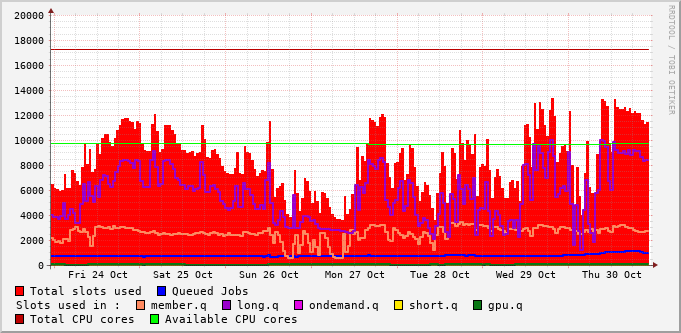 20000
18000
16000
14000
12000
10000
8000
6000
4000
2000
0
Fri 24 Oct Sat 25 Oct Sun 26 Oct Mon 27 Oct Tue 28 Oct Wed 29 Oct Thu 30 Oct
RRDTOOL / TOBI OETIKER
Total slots used Queued Jobs
Slots used in : member.q long.q ondemand.q short.q gpu.q
Total CPU cores Available CPU cores